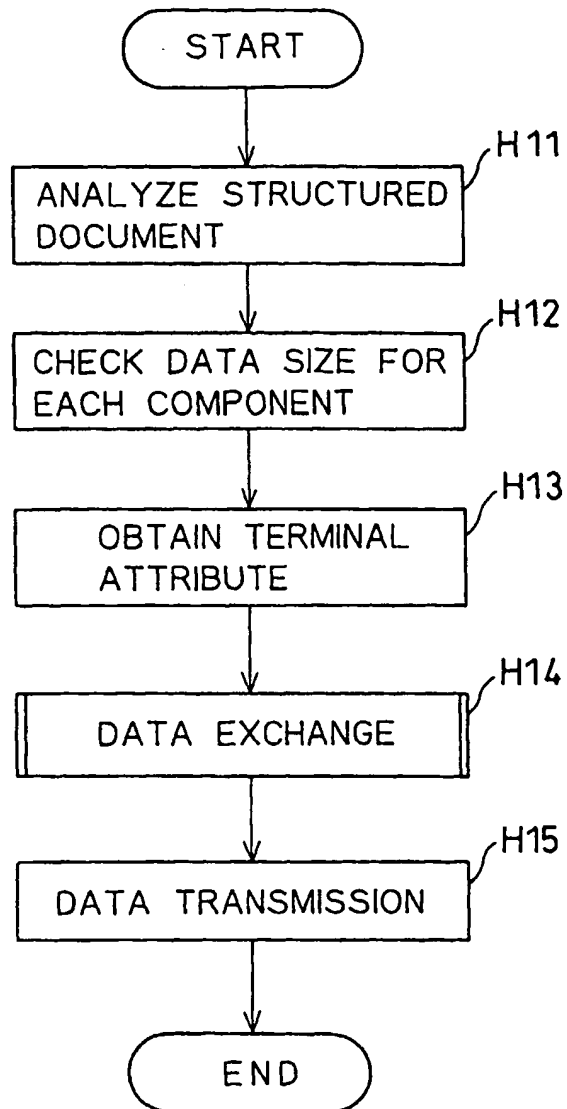 START
H11
ANALYZE STRUCTURED
DOCUMENT
H12
CHECK DATA SIZE FOR
EACH COMPONENT
H13
OBTAIN TERMINAL
ATTRIBUTE
H14
DATA EXCHANGE
H15
DATA TRANSMISSION
END